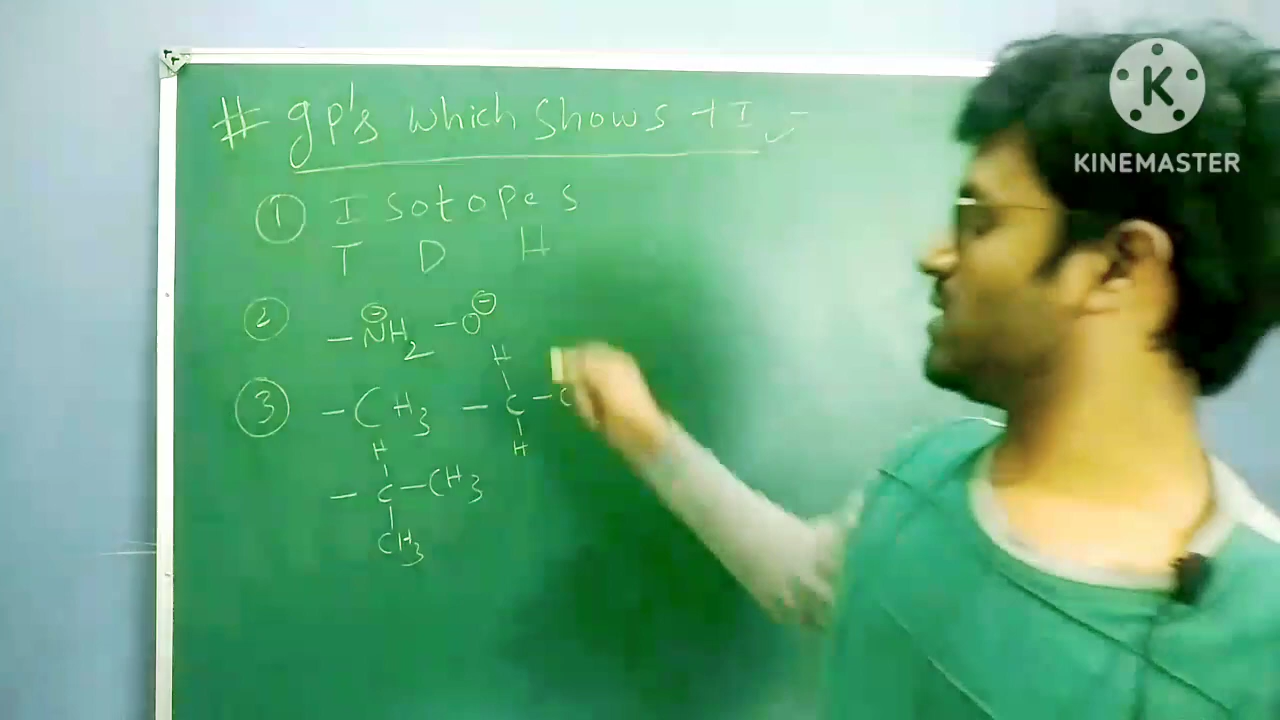 # gp's which shows +I -
① Isotopes
T D H
② -NH₂ ⊖ -O⊖
③ -CH₃ -C-C
H
H
H
-C-CH₃
CH₃
K
KINEMASTER